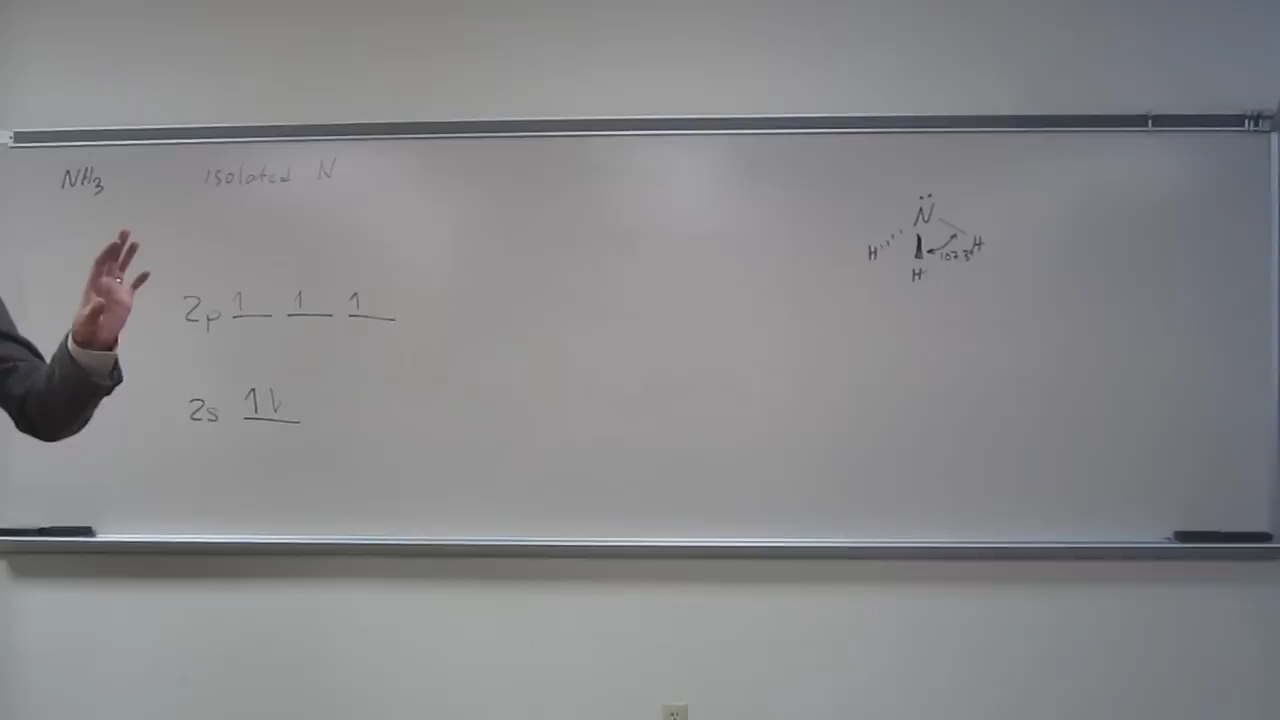 NH3
isolated N
2p 1 1 1
2s 1 |
N
H 107.3° H
H